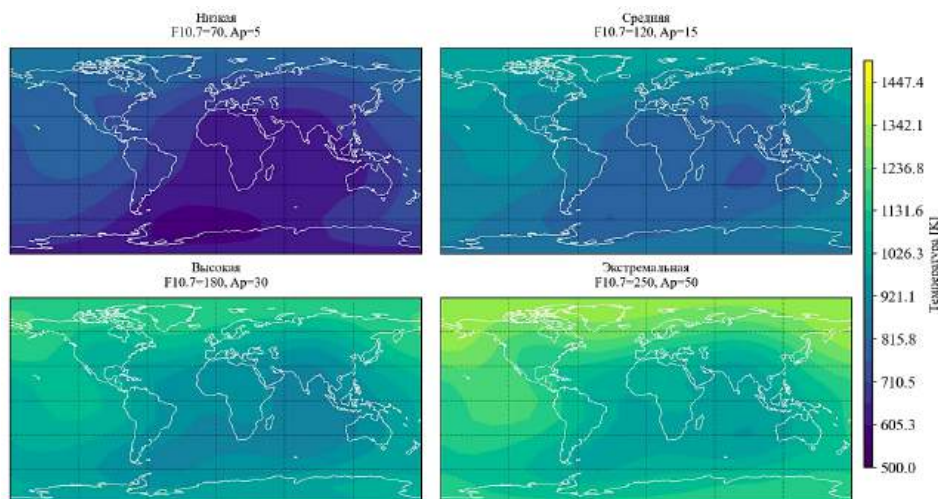 Низкая
F10.7=70, Ap=5
Средняя
F10.7=120, Ap=15
Высокая
F10.7=180, Ap=30
Экстремальная
F10.7=250, Ap=50
1447.4
1342.1
1236.8
1131.6
1026.3
921.1
815.8
710.5
605.3
500.0
Температура [K]